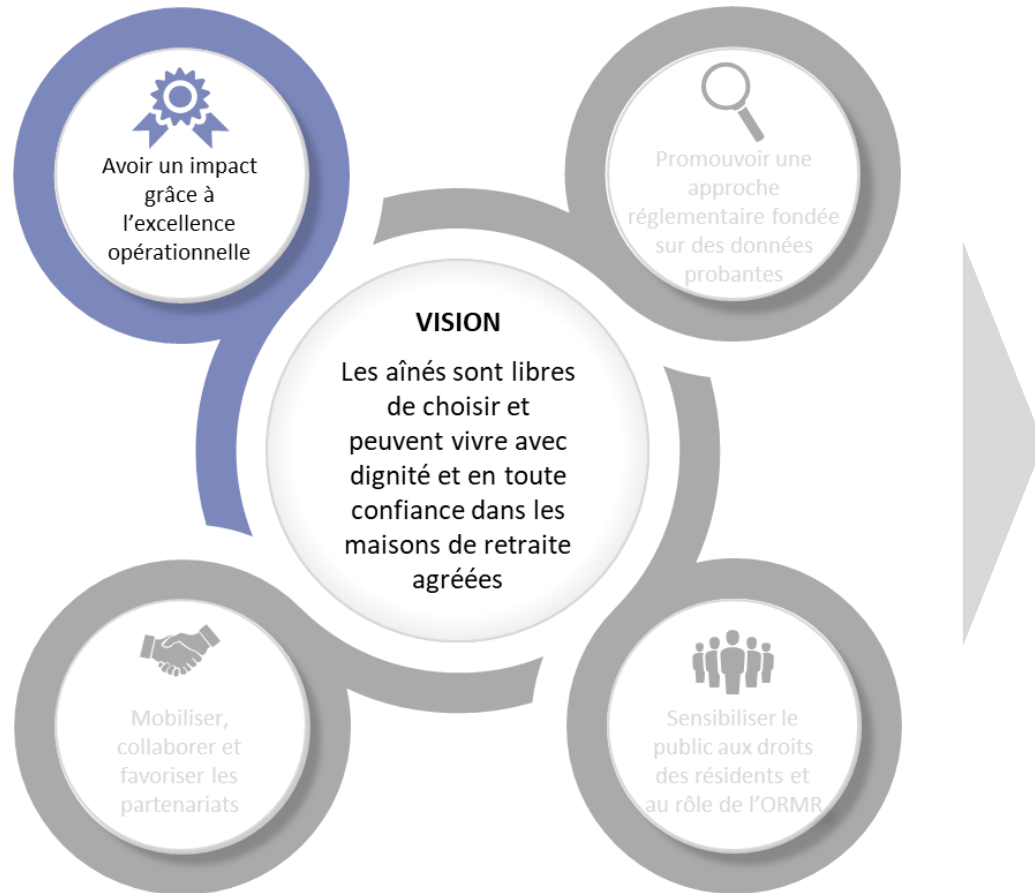 Avoir un impact
grâce à
l’excellence
opérationnelle
Promouvoir une
approche
réglementaire fondée
sur des données
probantes
VISION
Les aînés sont libres
de choisir et
peuvent vivre avec
dignité et en toute
confiance dans les
maisons de retraite
agréées
Mobiliser,
collaborer et
favoriser les
partenariats
Sensibiliser le
public aux droits
des résidents et
au rôle de l’ORMR